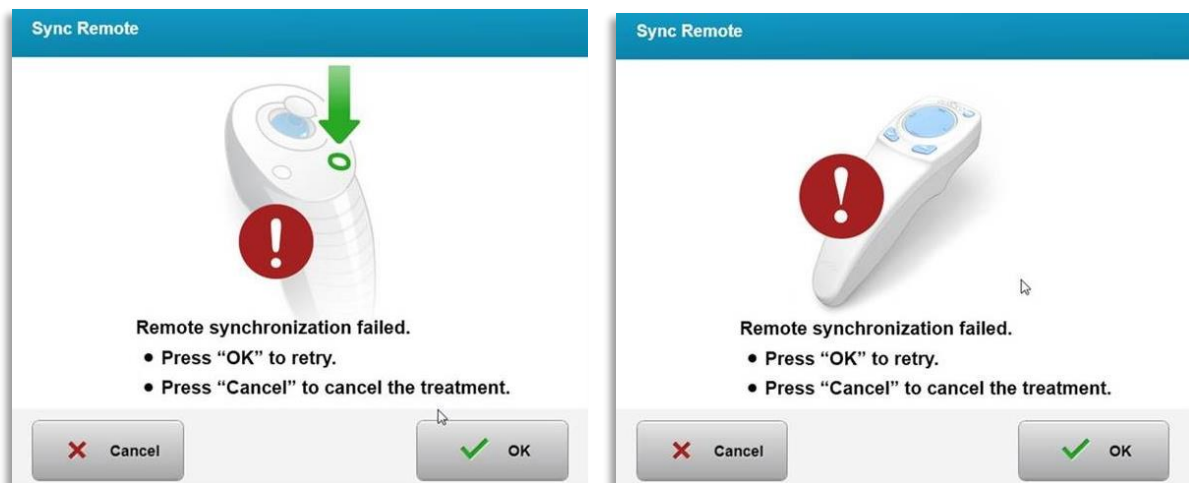 Sync Remote
Remote synchronization failed.
• Press “OK” to retry.
• Press “Cancel” to cancel the treatment.
Cancel
OK
Sync Remote
Remote synchronization failed.
• Press “OK” to retry.
• Press “Cancel” to cancel the treatment.
Cancel
OK